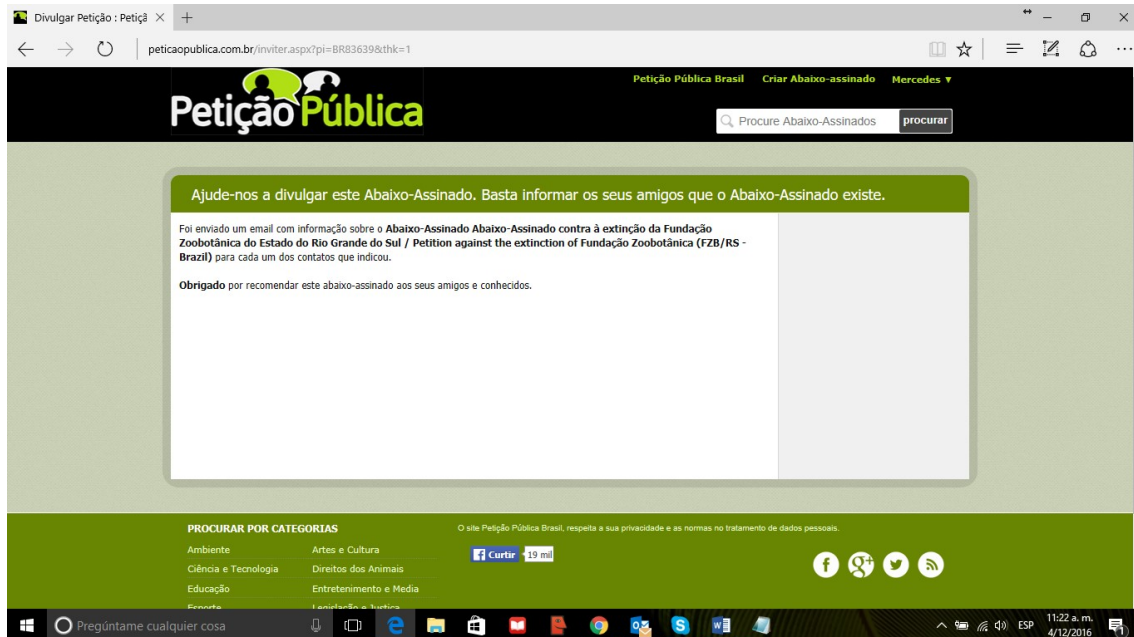 Divulgar Petição : Petiçã
peticaopublica.com.br/inviter.aspx?pi=BR83639&thk=1
Petição Pública
Petição Pública Brasil Criar Abaixo-assinado Mercedes ▼
Procure Abaixo-Assinados procurar
Ajude-nos a divulgar este Abaixo-Assinado. Basta informar os seus amigos que o Abaixo-Assinado existe.
Foi enviado um email com informação sobre o Abaixo-Assinado Abaixo-Assinado contra à extinção da Fundação
Zoobotânica do Estado do Rio Grande do Sul / Petition against the extinction of Fundação Zoobotânica (FZB/RS -
Brazil) para cada um dos contatos que indicou.
Obrigado por recomendar este abaixo-assinado aos seus amigos e conhecidos.
PROCURAR POR CATEGORIAS
O site Petição Pública Brasil, respeita a sua privacidade e as normas no tratamento de dados pessoais.
Ambiente Artes e Cultura
Curtir 19 mil
Ciência e Tecnologia Direitos dos Animais
Educação Entretenimento e Media
Esporte Legislação e Justiça
Pregúntame cualquier cosa
ESP
11:22 a. m.
4/12/2016